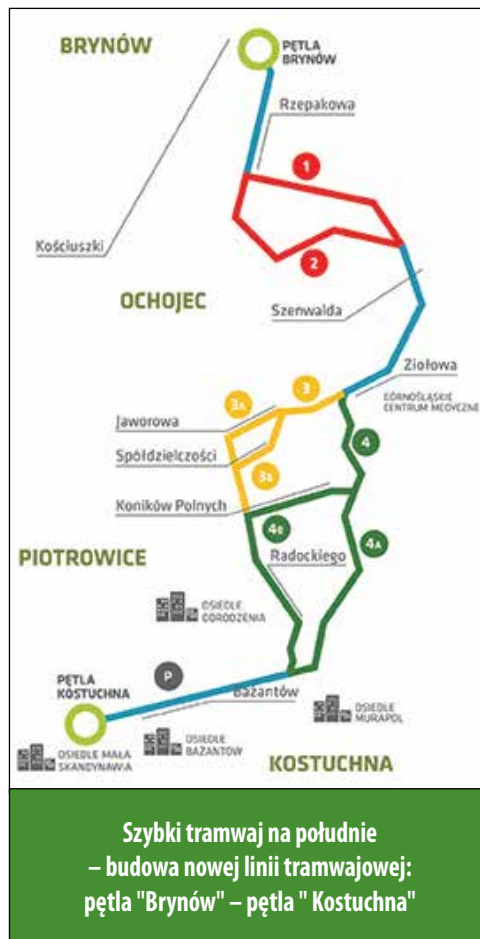 BRYNÓW
PĘTLA
BRYNÓW
Rzepakowa
1
Kościuszki
2
OCHOJEC
Szenwalda
Ziołowa
GÓRNOŚLĄSKIE
CENTRUM MEDYCZNE
3
3A
Jaworowa
4
Spółdzielczości
3B
Koników Polnych
4B
4A
Radockiego
PIOTROWICE
OSIEDLE
ODRODZENIA
P
PĘTLA
KOSTUCHNA
Bażantów
OSIEDLE
MURAPOL
OSIEDLE
BAŻANTÓW
OSIEDLE MAŁA
SKANDYNAWIA
KOSTUCHNA
Szybki tramwaj na południe
– budowa nowej linii tramwajowej:
pętla "Brynów" – pętla " Kostuchna"